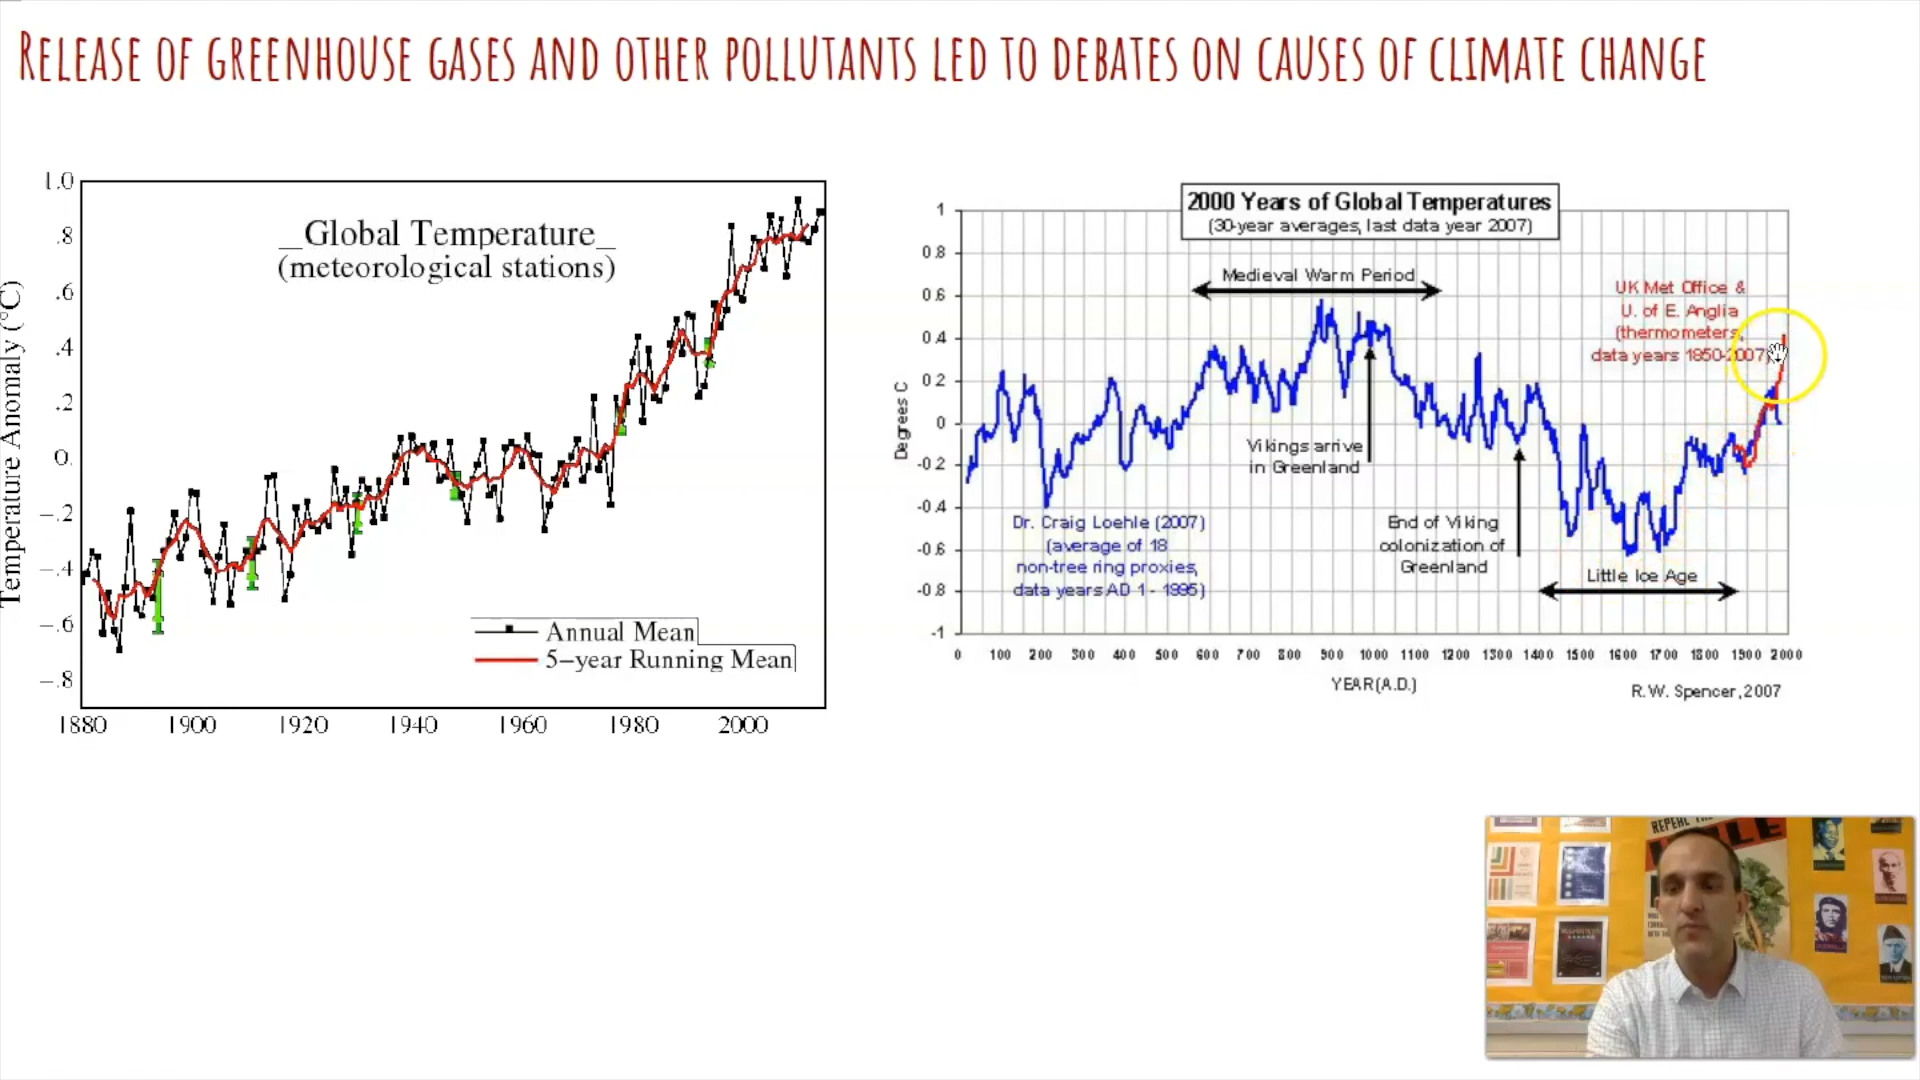 Release of greenhouse gases and other pollutants led to debates on causes of climate change
Global Temperature
(meteorological stations)
Temperature Anomaly (°C)
1.0
.8
.6
.4
.2
0.
−.2
−.4
−.6
−.8
Annual Mean
5−year Running Mean
1880 1900 1920 1940 1960 1980 2000
2000 Years of Global Temperatures
(30-year averages, last data year 2007)
Degrees C
1
0.8
0.6
0.4
0.2
0
-0.2
-0.4
-0.6
-0.8
-1
Medieval Warm Period
UK Met Office &
U. of E. Anglia
(thermometers,
data years 1850-2007)
Vikings arrive
in Greenland
Dr. Craig Loehle (2007)
(average of 18
non-tree ring proxies,
data years AD 1 - 1995)
End of Viking
colonization of
Greenland
Little Ice Age
0 100 200 300 400 500 600 700 800 900 1000 1100 1200 1300 1400 1500 1600 1700 1800 1900 2000
YEAR (A.D.)
R.W. Spencer, 2007
REPEAL